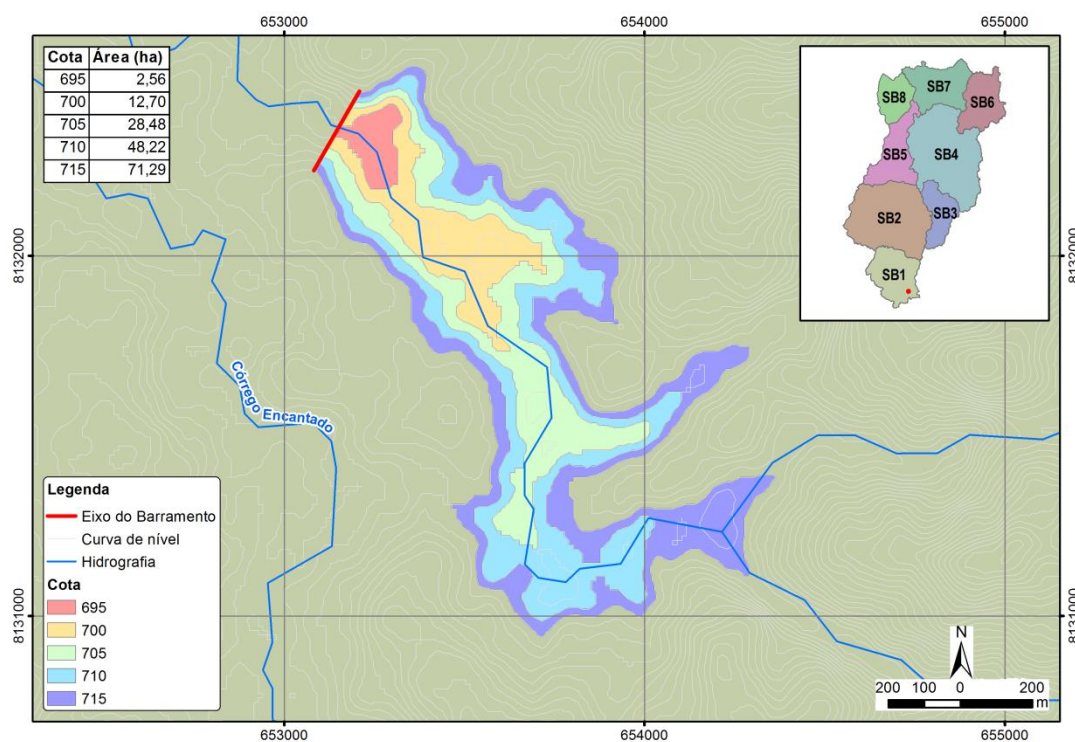 653000 654000 655000
Cota Área (ha)
695 2,56
700 12,70
705 28,48
710 48,22
715 71,29
SB8
SB7
SB6
SB5
SB4
SB2
SB3
SB1
8132000
8132000
Córrego Encantado
Legenda
Eixo do Barramento
Curva de nível
Hidrografia
Cota
695
700
705
710
715
8131000
8131000
N
200 100 0 200
m
653000 654000 655000